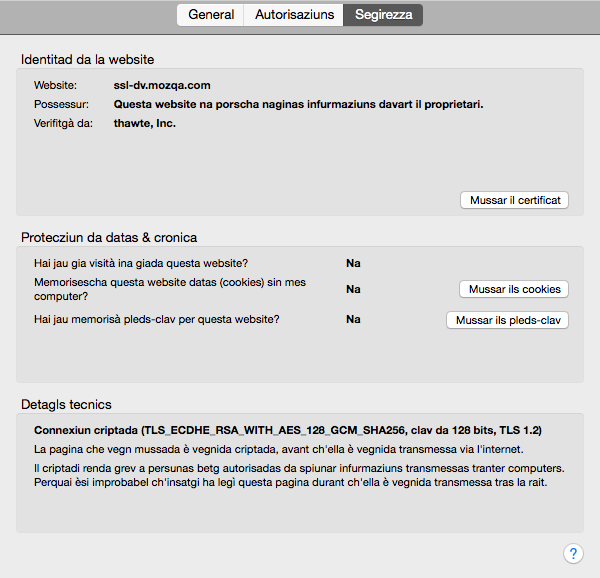 General Autorisaziuns Segirezza
Identitad da la website
Website: ssl-dv.mozqa.com
Possessur: Questa website na porscha naginas infurmaziuns davart il proprietari.
Verifitgà da: thawte, Inc.
Mussar il certificat
Protecziun da datas & cronica
Hai jau gia visità ina giada questa website? Na
Memorisescha questa website datas (cookies) sin mes
computer? Na Mussar ils cookies
Hai jau memorisà pleds-clav per questa website? Na Mussar ils pleds-clav
Detagls tecnics
Connexiun criptada (TLS_ECDHE_RSA_WITH_AES_128_GCM_SHA256, clav da 128 bits, TLS 1.2)
La pagina che vegn mussada è vegnida criptada, avant ch'ella è vegnida transmessa via l'internet.
Il criptadi renda grev a persunas betg autorisadas da spiunar infurmaziuns transmessas tranter computers.
Perquai èsi improbabel ch'insatgi ha legì questa pagina durant ch'ella è vegnida transmessa tras la rait.
?